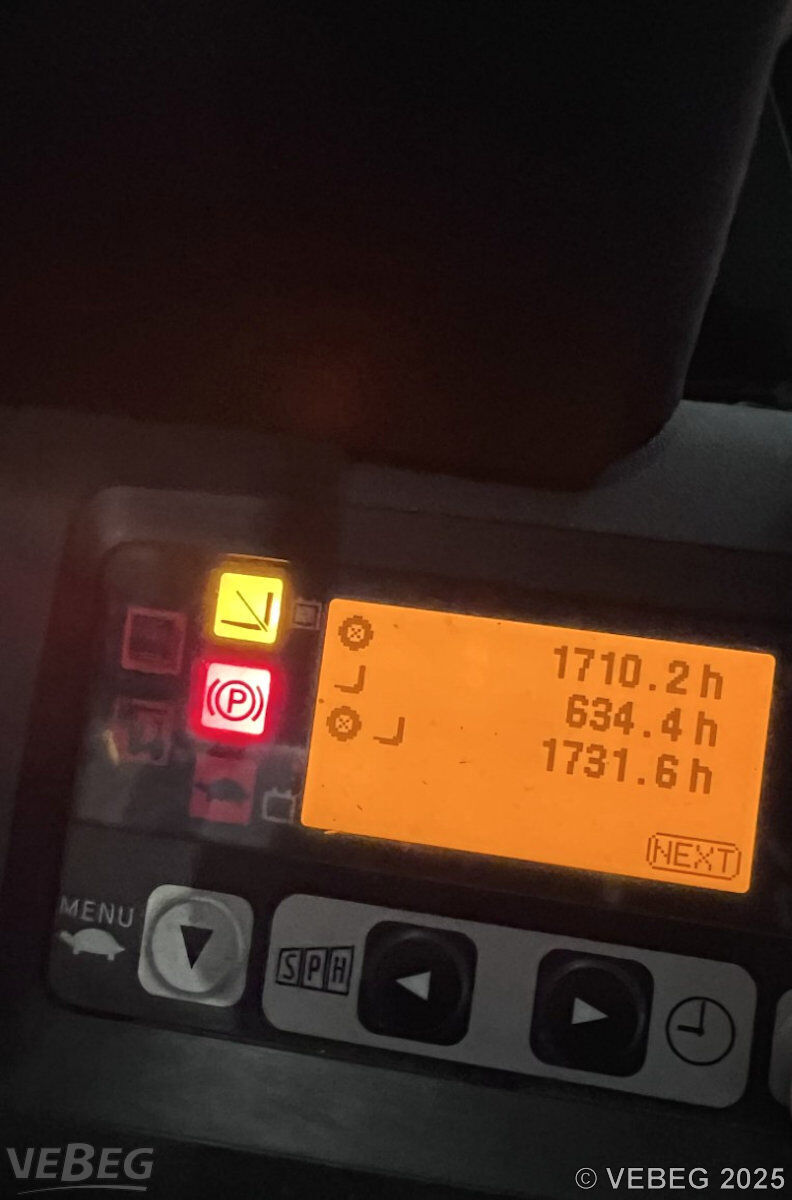 1710.2 h
634.4 h
1731.6 h
NEXT
P
MENU
SPH
VEBEG
© VEBEG 2025